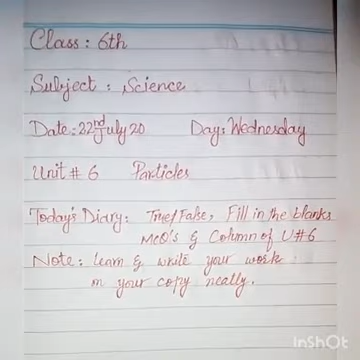 Class : 6th
Subject : Science
Date : 22nd July 20 Day : Wednesday
Unit # 6 Particles
Today's Diary : True/False, Fill in the blanks
McQ's & Column of U#6
Note : Learn & write your work
in your copy neatly.
InShOt